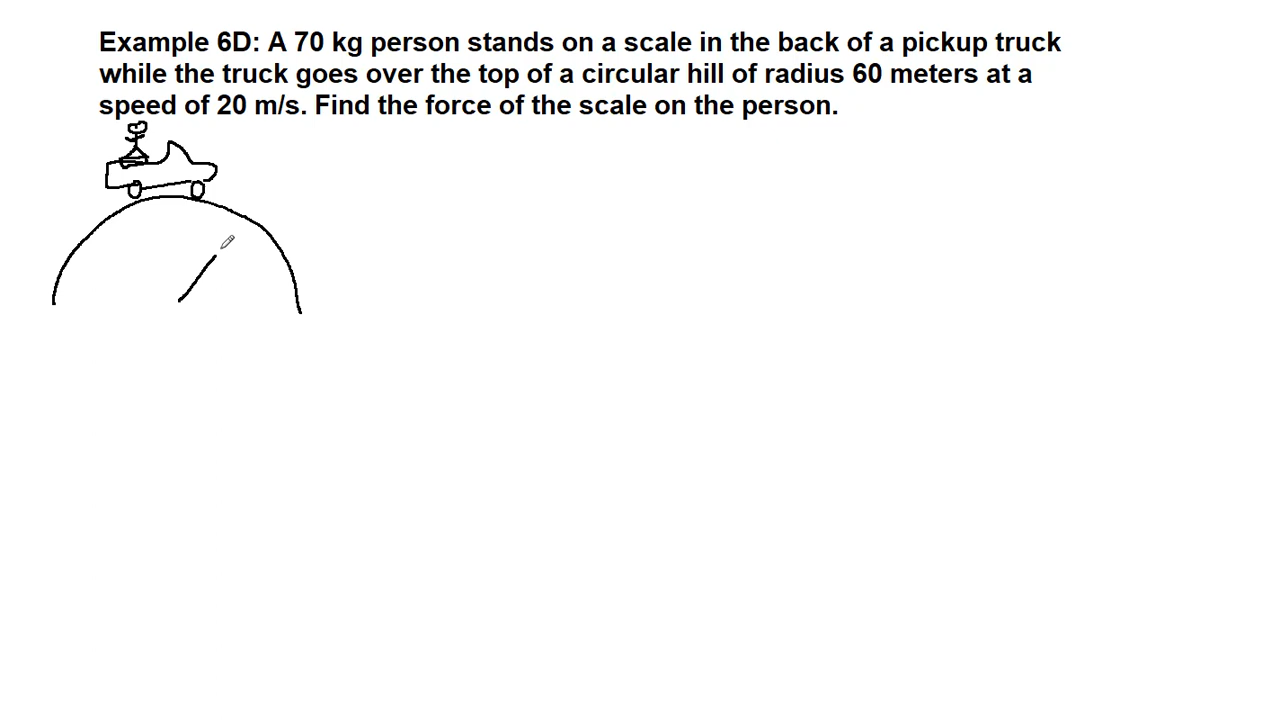 Example 6D: A 70 kg person stands on a scale in the back of a pickup truck
while the truck goes over the top of a circular hill of radius 60 meters at a
speed of 20 m/s. Find the force of the scale on the person.